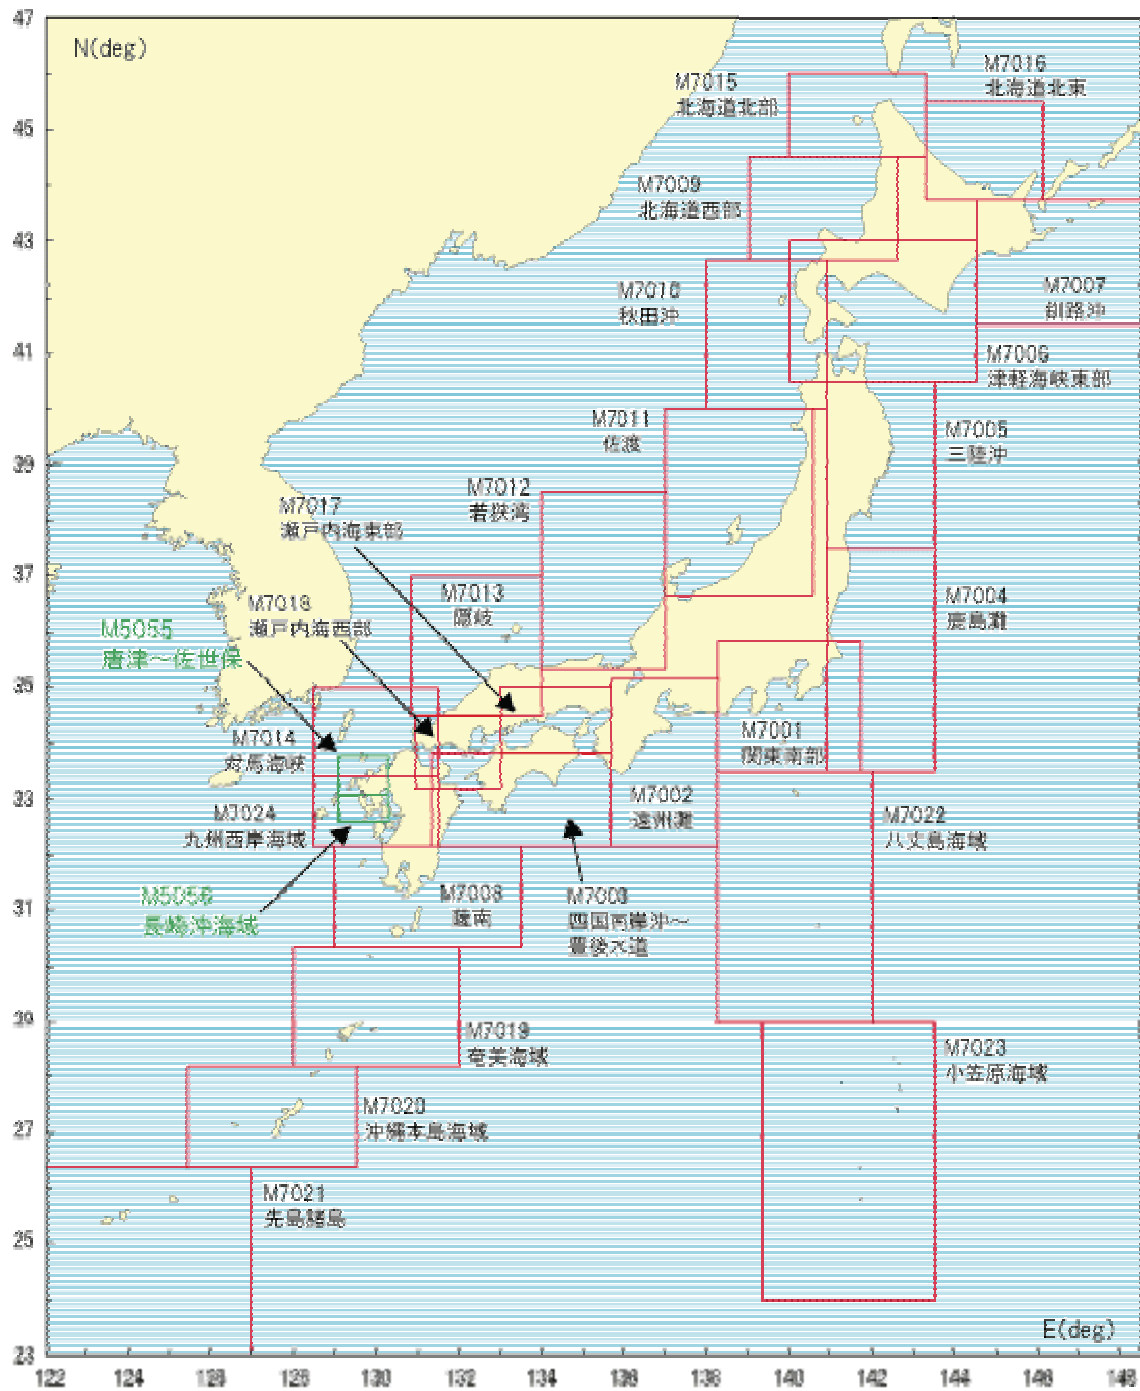 47
N(deg)
M7015
北海道北部
M7016
北海道北東
45
M7009
北海道西部
43
M7010
秋田沖
M7007
釧路沖
41
M7006
津軽海峡東部
M7011
佐渡
M7005
三陸沖
39
M7012
若狭湾
M7017
瀬戸内海東部
37
M7013
隠岐
M7018
瀬戸内海西部
M7004
鹿島灘
M5055
唐津〜佐世保
35
M7014
対馬海峡
M7001
関東南部
33
M7024
九州西岸海域
M7002
遠州灘
M7022
八丈島海域
M5056
長崎沖海域
31
M7008
薩南
M7003
四国南岸沖〜
豊後水道
29
M7019
奄美海域
M7023
小笠原海域
27
M7020
沖縄本島海域
M7021
先島諸島
25
E(deg)
23
122 124 126 128 130 132 134 136 138 140 142 144 146 148